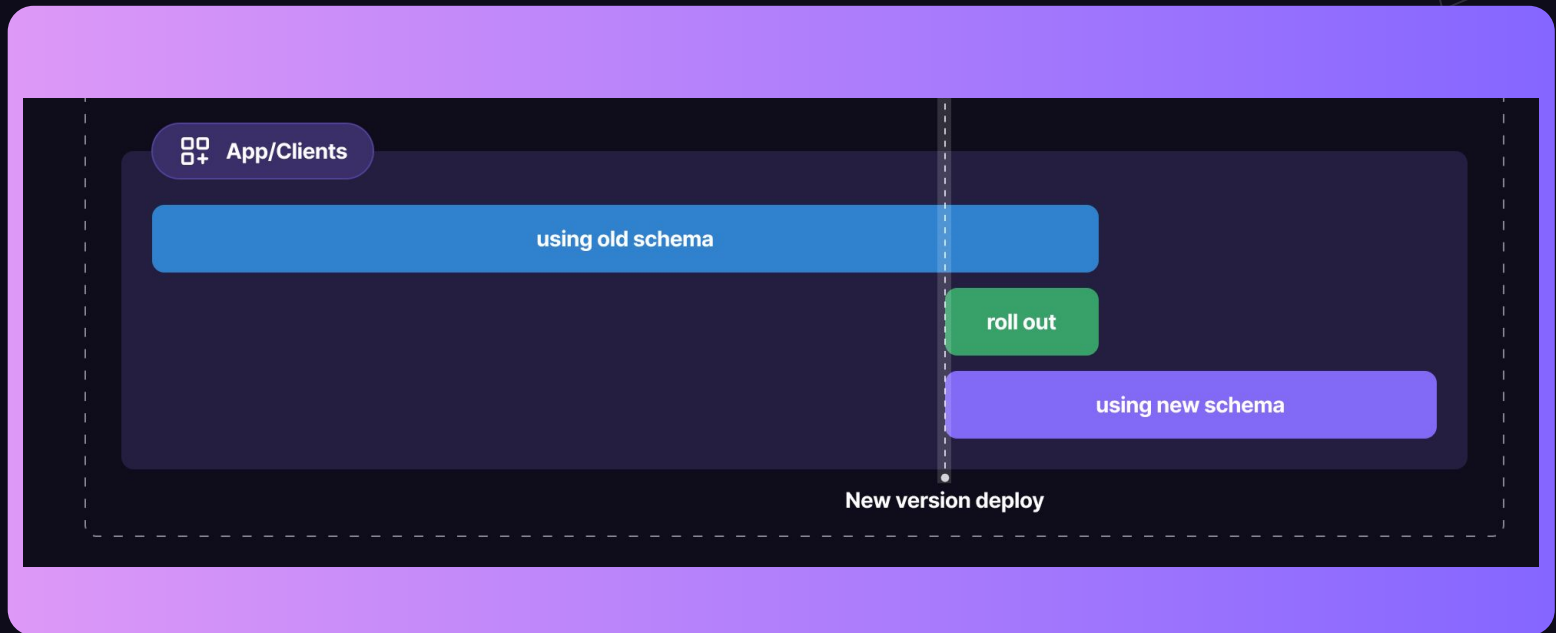 App/Clients
using old schema
roll out
using new schema
New version deploy